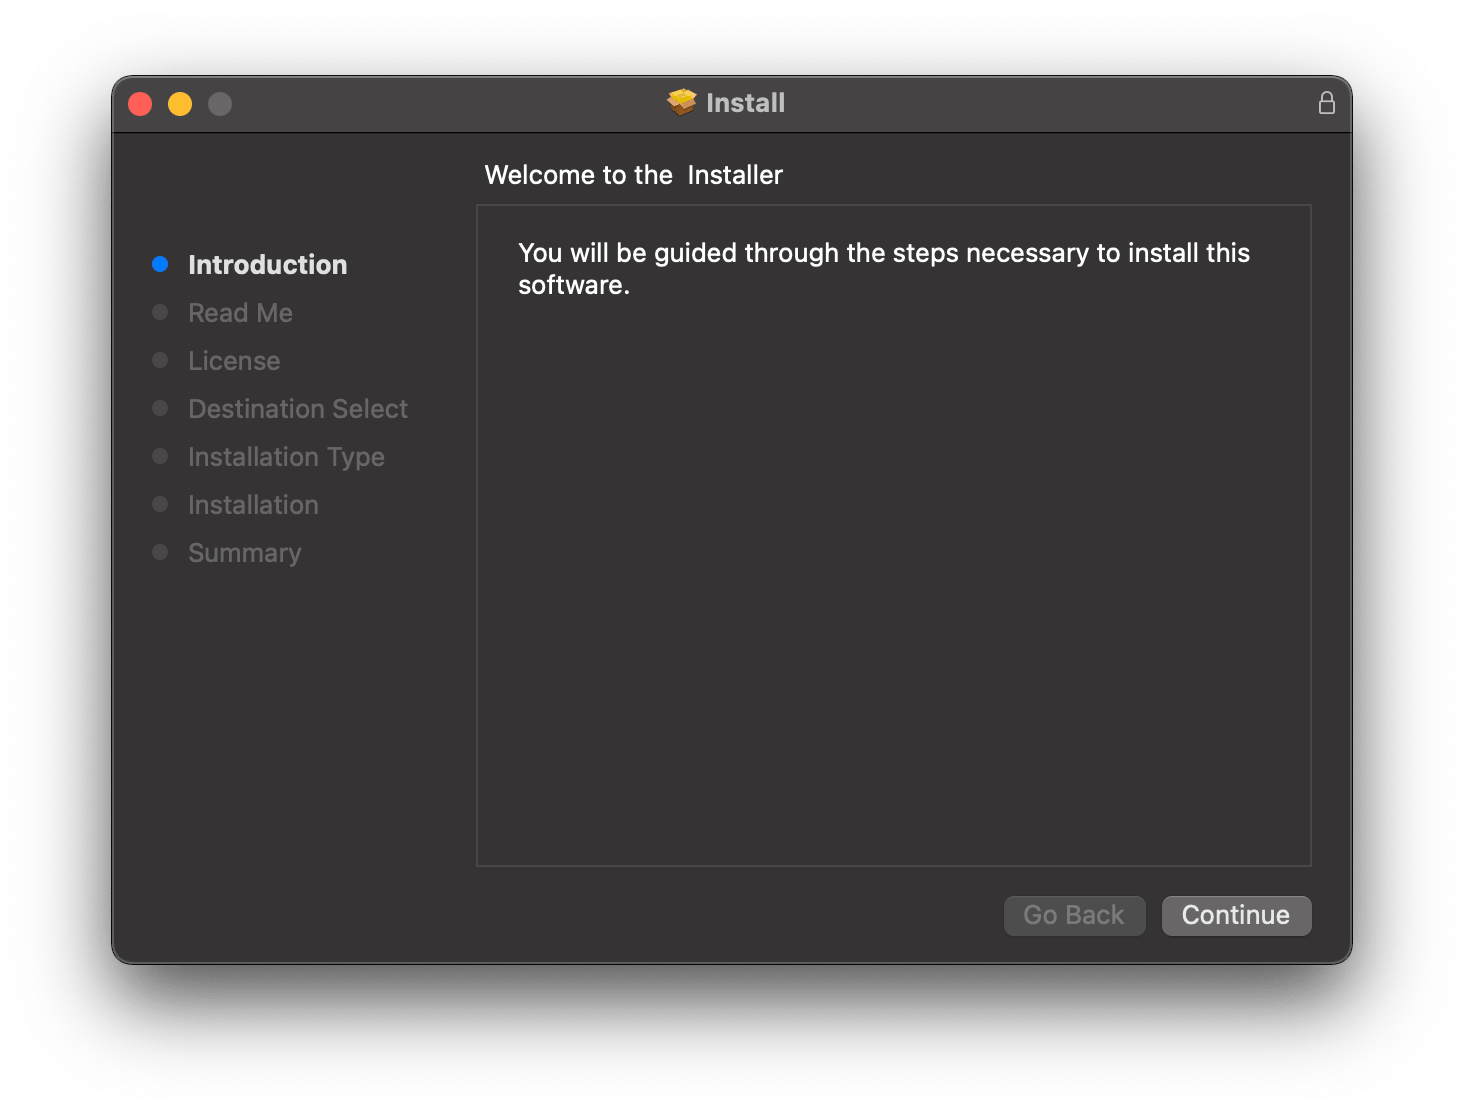 Install
Welcome to the  Installer
Introduction
Read Me
License
Destination Select
Installation Type
Installation
Summary
You will be guided through the steps necessary to install this
software.
Go Back
Continue